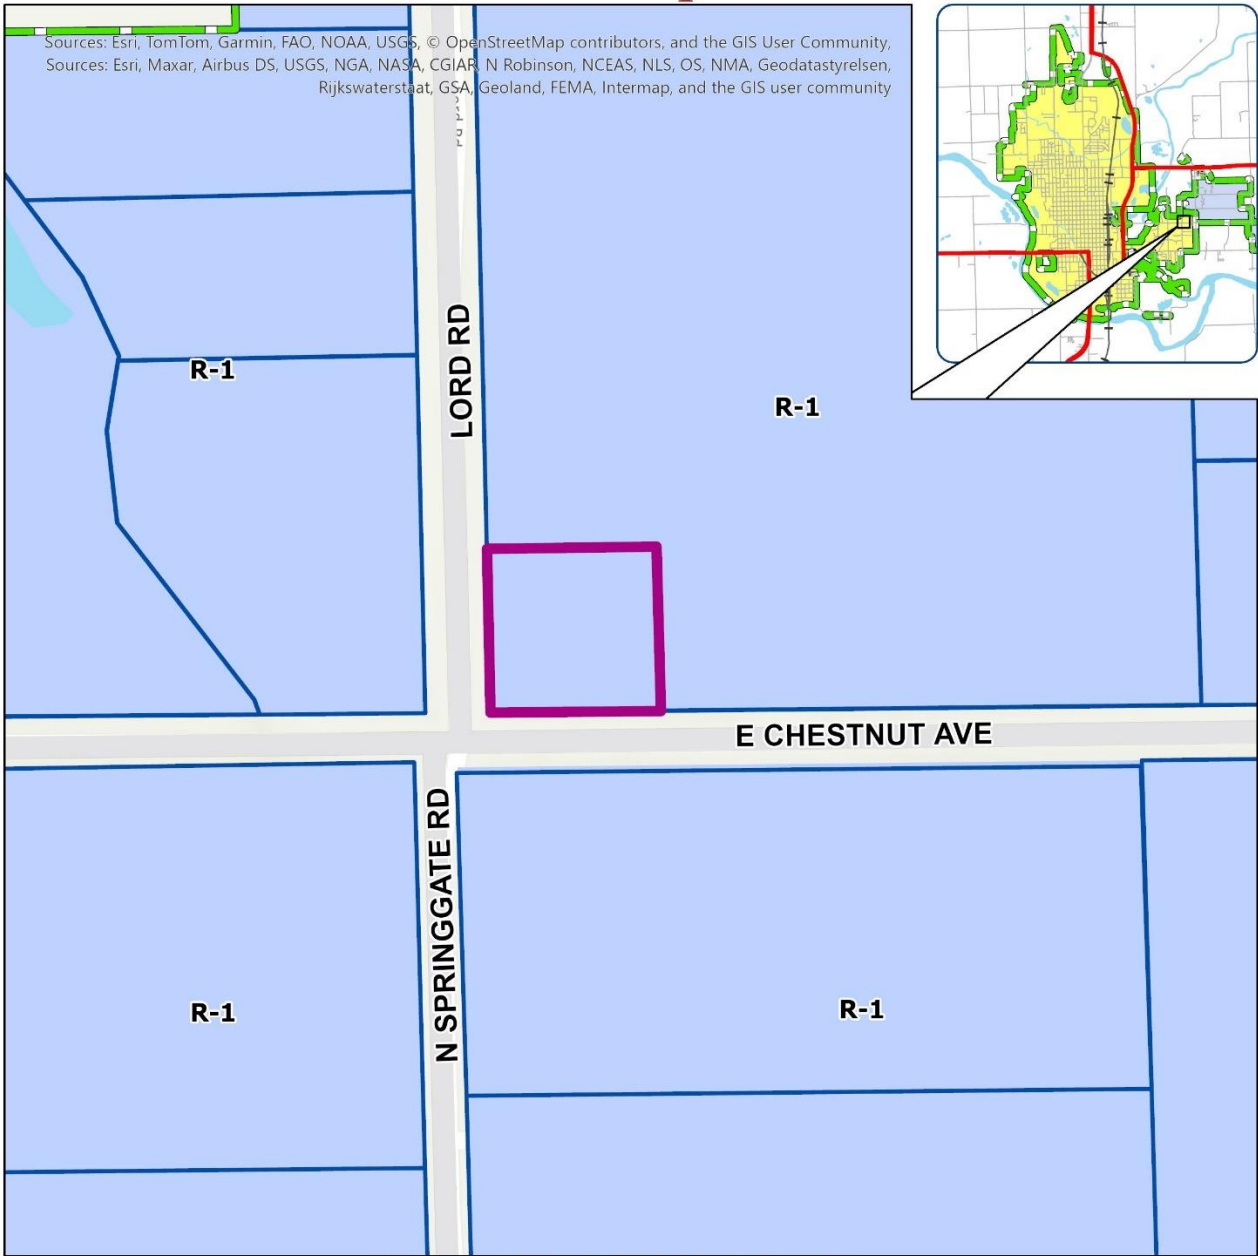 Sources: Esri, TomTom, Garmin, FAO, NOAA, USGS, © OpenStreetMap contributors, and the GIS User Community,
Sources: Esri, Maxar, Airbus DS, USGS, NGA, NASA, CGIAR, N Robinson, NCEAS, NLS, OS, NMA, Geodatastyrelsen,
Rijkswaterstaat, GSA, Geoland, FEMA, Intermap, and the GIS user community
R-1
LORD RD
R-1
E CHESTNUT AVE
N SPRINGGATE RD
R-1
R-1